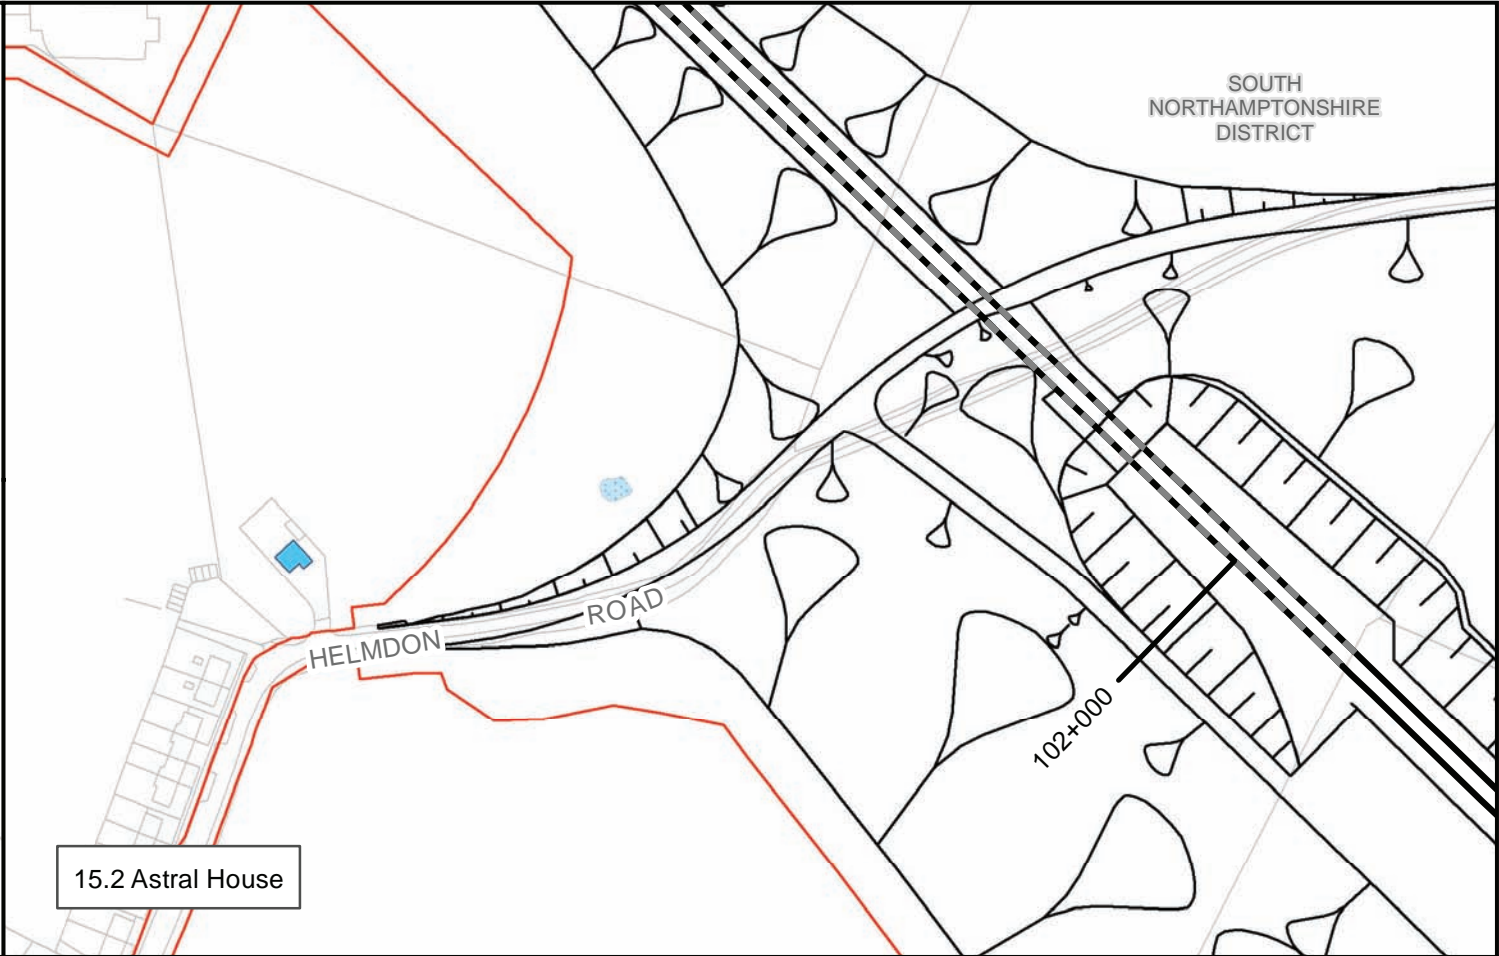 SOUTH
NORTHAMPTONSHIRE
DISTRICT
HELMDON ROAD
102+000
15.2 Astral House